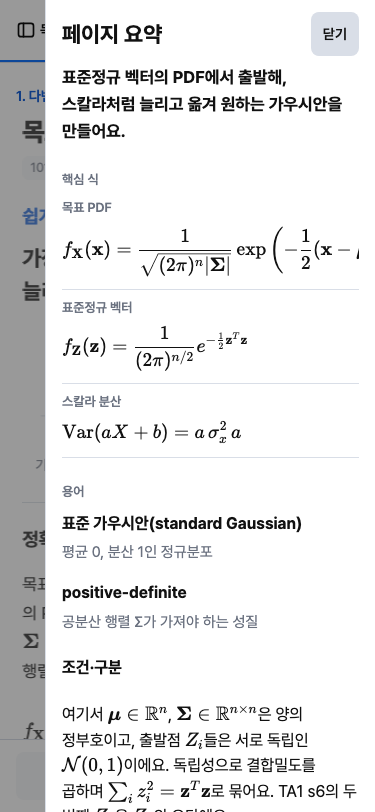 페이지 요약
닫기
표준정규 벡터의 PDF에서 출발해,
스칼라처럼 늘리고 옮겨 원하는 가우시안을
만들어요.
핵심 식
목표 PDF
f_X(x) = 1 / √((2π)^n |Σ|) exp ( −1/2 (x −
표준정규 벡터
f_Z(z) = 1 / (2π)^{n/2} e^{−1/2 z^T z}
스칼라 분산
Var(aX + b) = a σ_x^2 a
용어
표준 가우시안(standard Gaussian)
평균 0, 분산 1인 정규분포
positive-definite
공분산 행렬 Σ가 가져야 하는 성질
조건·구분
여기서 μ ∈ ℝ^n, Σ ∈ ℝ^{n×n}은 양의
정부호이고, 출발점 Z_i들은 서로 독립인
𝒩(0, 1)이에요. 독립성으로 결합밀도를
곱하며 ∑_i z_i^2 = z^T z로 묶어요. TA1 s6의 두